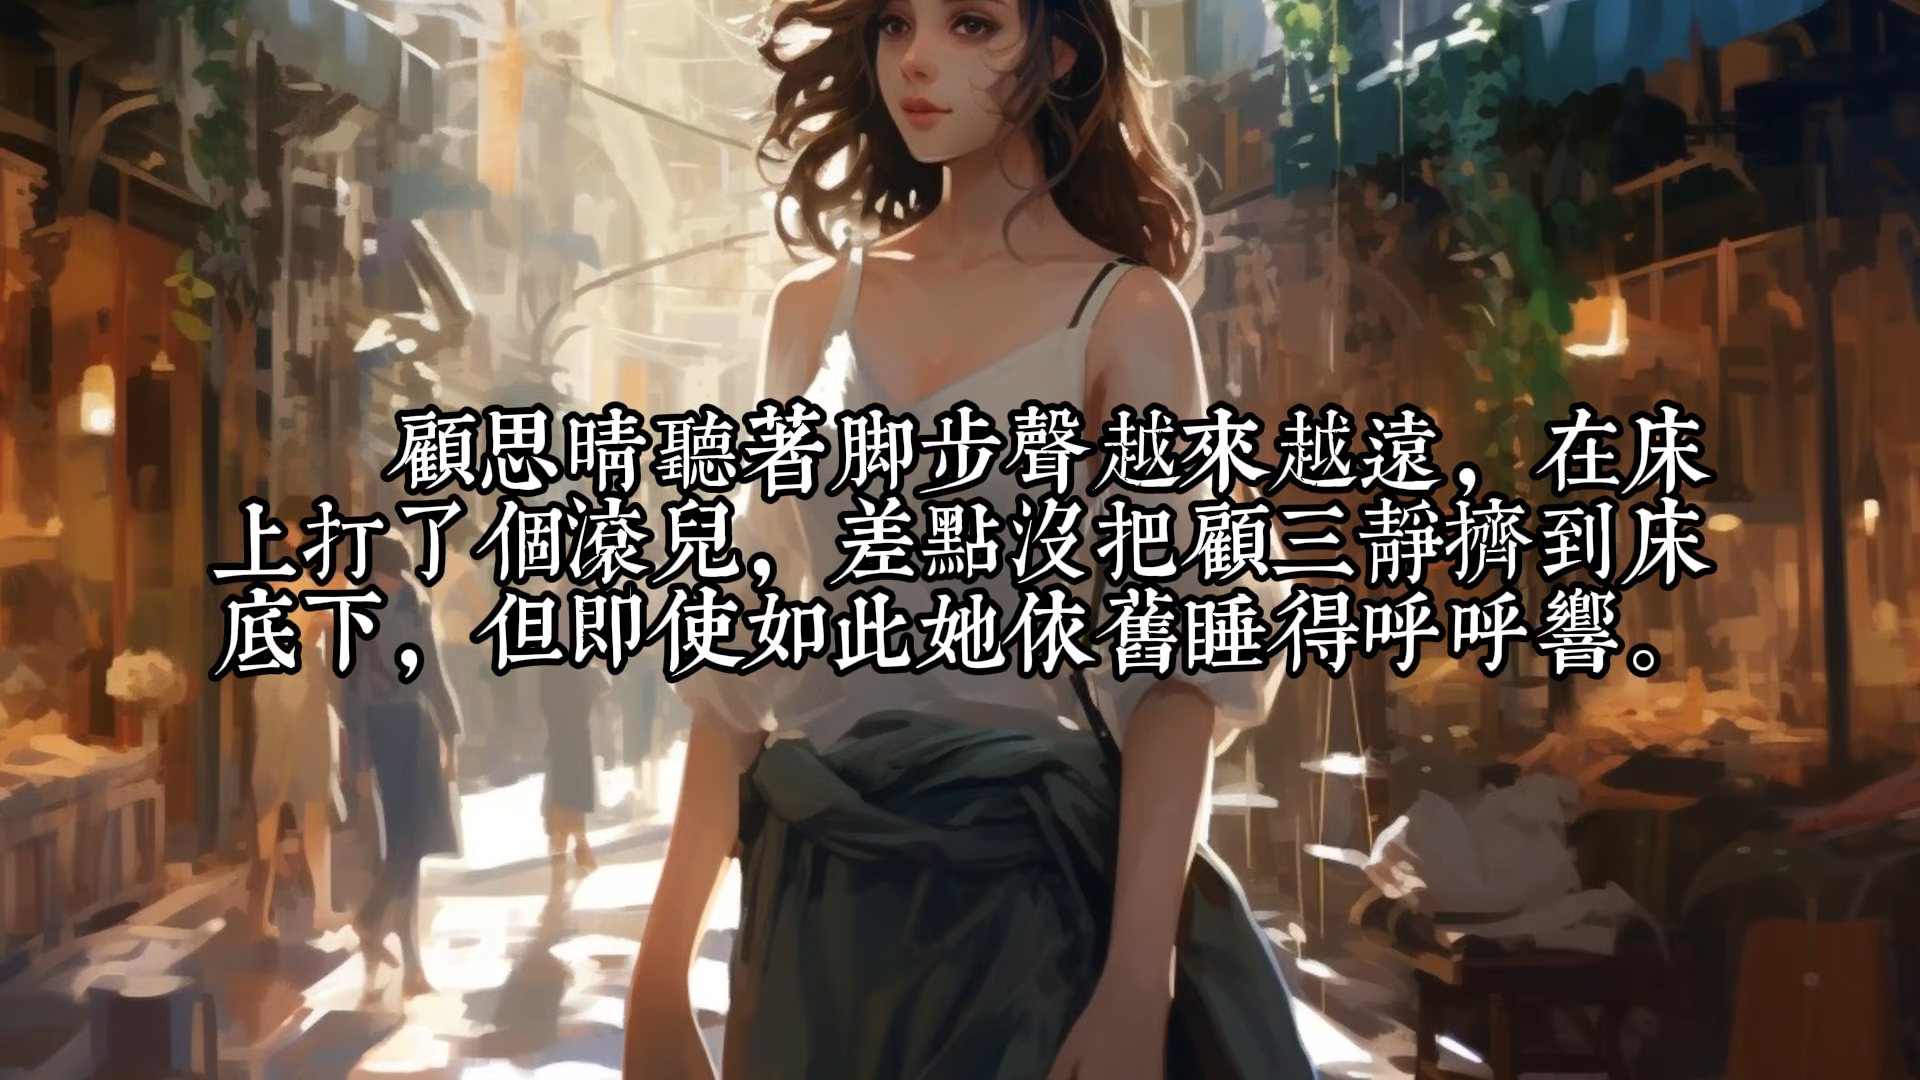 顧思晴聽著脚步聲越來越遠，在床
上打了個滾兒，差點沒把顧三靜擠到床
底下，但即使如此她依舊睡得呼呼響。